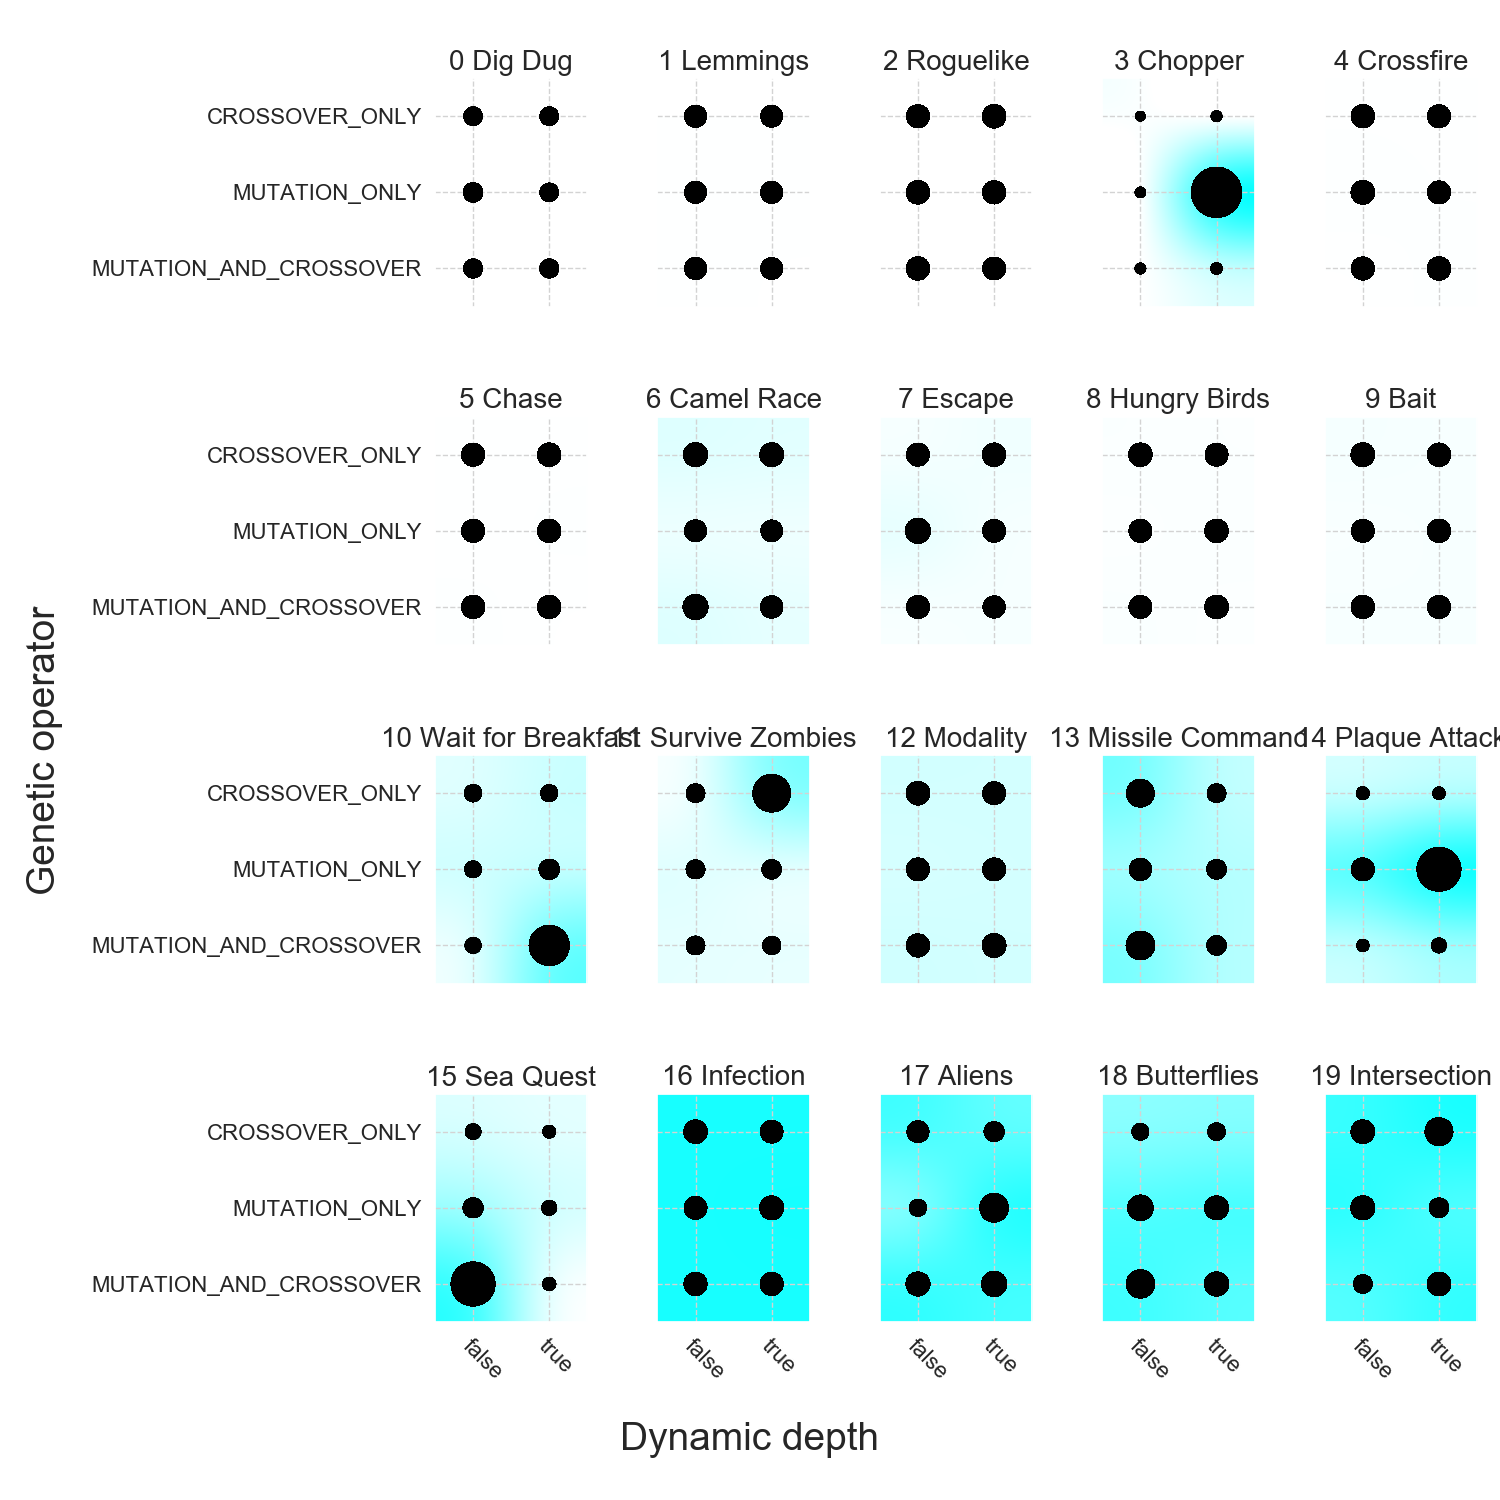 0 Dig Dug
1 Lemmings
2 Roguelike
3 Chopper
4 Crossfire
CROSSOVER_ONLY
MUTATION_ONLY
MUTATION_AND_CROSSOVER
5 Chase
6 Camel Race
7 Escape
8 Hungry Birds
9 Bait
CROSSOVER_ONLY
MUTATION_ONLY
MUTATION_AND_CROSSOVER
Genetic operator
10 Wait for Breakfast
11 Survive Zombies
12 Modality
13 Missile Command
14 Plaque Attack
CROSSOVER_ONLY
MUTATION_ONLY
MUTATION_AND_CROSSOVER
15 Sea Quest
16 Infection
17 Aliens
18 Butterflies
19 Intersection
CROSSOVER_ONLY
MUTATION_ONLY
MUTATION_AND_CROSSOVER
false
true
false
true
false
true
false
true
false
true
Dynamic depth